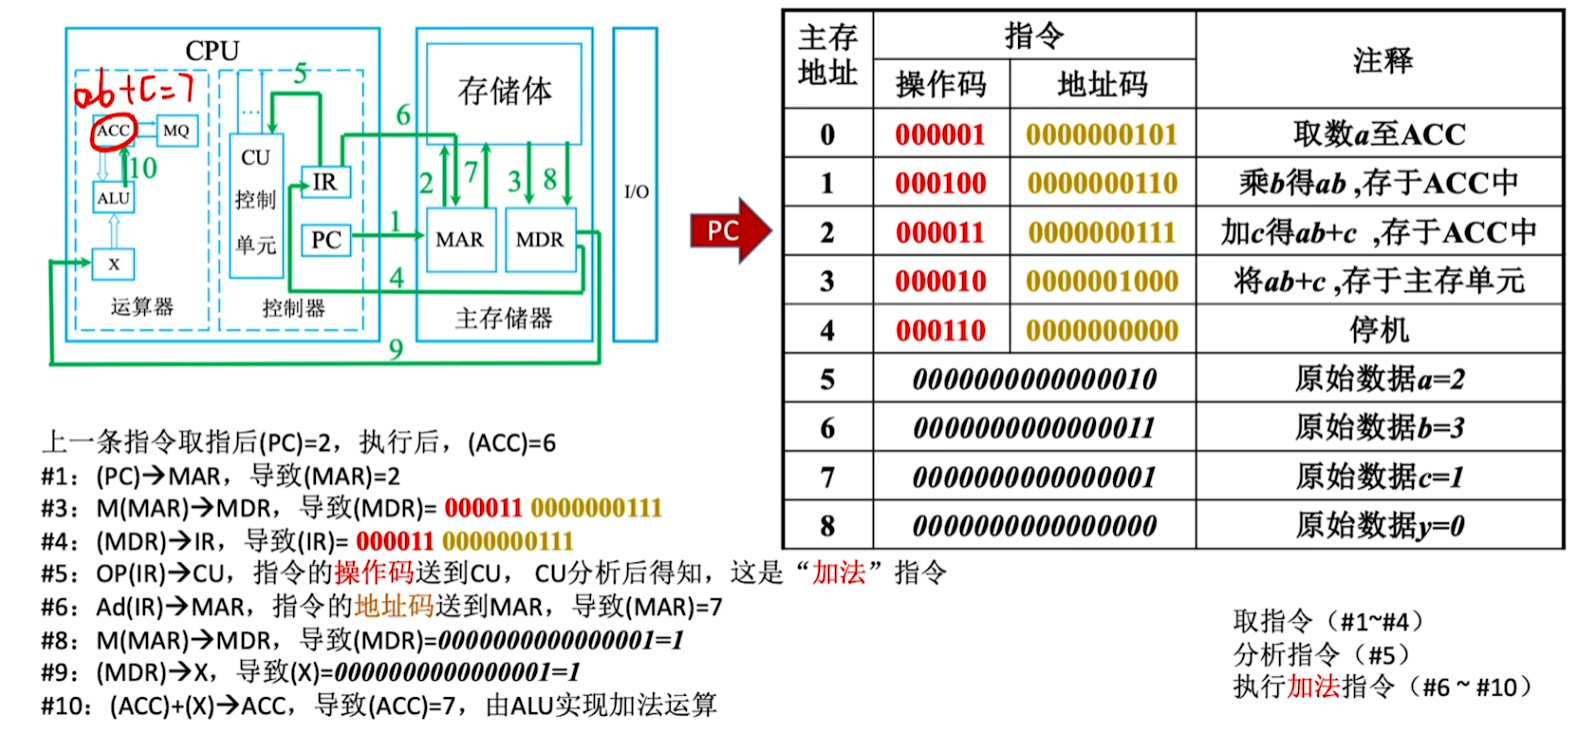 CPU
ab+c=7
ACC
MQ
10
ALU
X
运算器
5
...
CU
控制
单元
IR
PC
控制器
6
1
4
9
存储体
2
7
3
8
MAR
MDR
主存储器
I/O
PC
主存地址 指令 注释
操作码 地址码
0 000001 0000000101 取数a至ACC
1 000100 0000000110 乘b得ab ,存于ACC中
2 000011 0000000111 加c得ab+c ,存于ACC中
3 000010 0000001000 将ab+c ,存于主存单元
4 000110 0000000000 停机
5 0000000000000010 原始数据a=2
6 0000000000000011 原始数据b=3
7 0000000000000001 原始数据c=1
8 0000000000000000 原始数据y=0
上一条指令取指后(PC)=2，执行后，(ACC)=6
#1：(PC)→MAR，导致(MAR)=2
#3：M(MAR)→MDR，导致(MDR)= 000011 0000000111
#4：(MDR)→IR，导致(IR)= 000011 0000000111
#5：OP(IR)→CU，指令的操作码送到CU，CU分析后得知，这是“加法”指令
#6：Ad(IR)→MAR，指令的地址码送到MAR，导致(MAR)=7
#8：M(MAR)→MDR，导致(MDR)=0000000000000001=1
#9：(MDR)→X，导致(X)=0000000000000001=1
#10：(ACC)+(X)→ACC，导致(ACC)=7，由ALU实现加法运算
取指令（#1~#4）
分析指令（#5）
执行加法指令（#6 ~ #10）